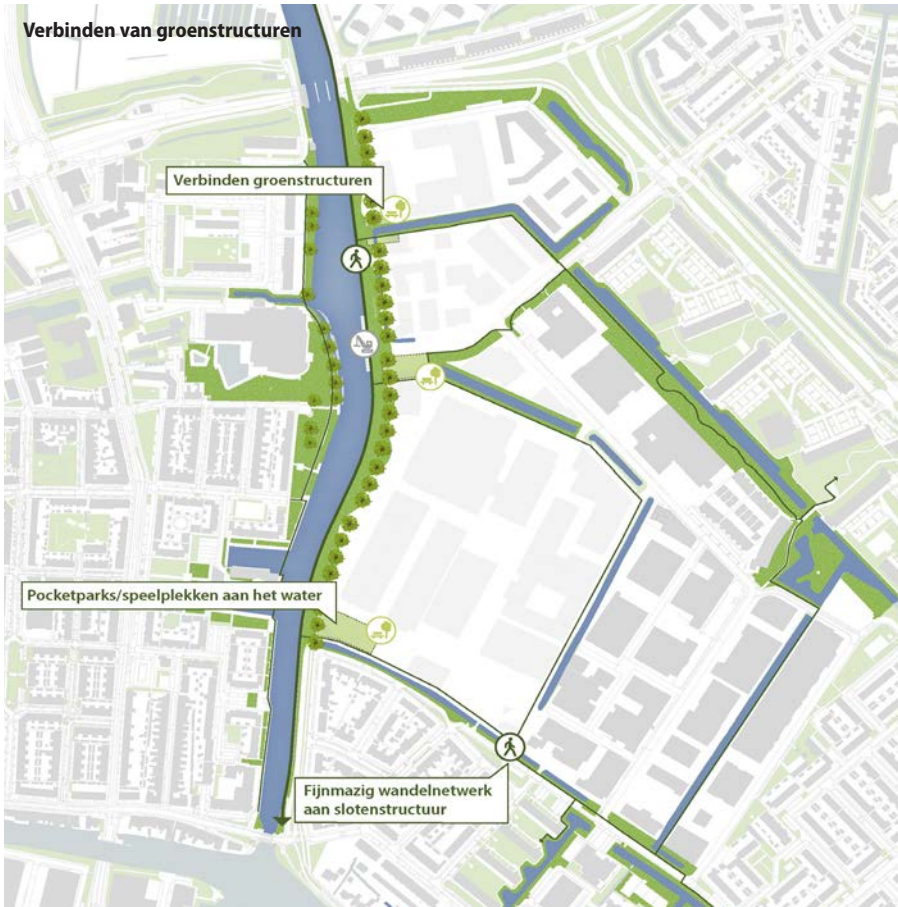 Verbinden van groenstructuren
Verbinden groenstructuren
Pocketparks/speelplekken aan het water
Fijnmazig wandelnetwerk
aan slotenstructuur